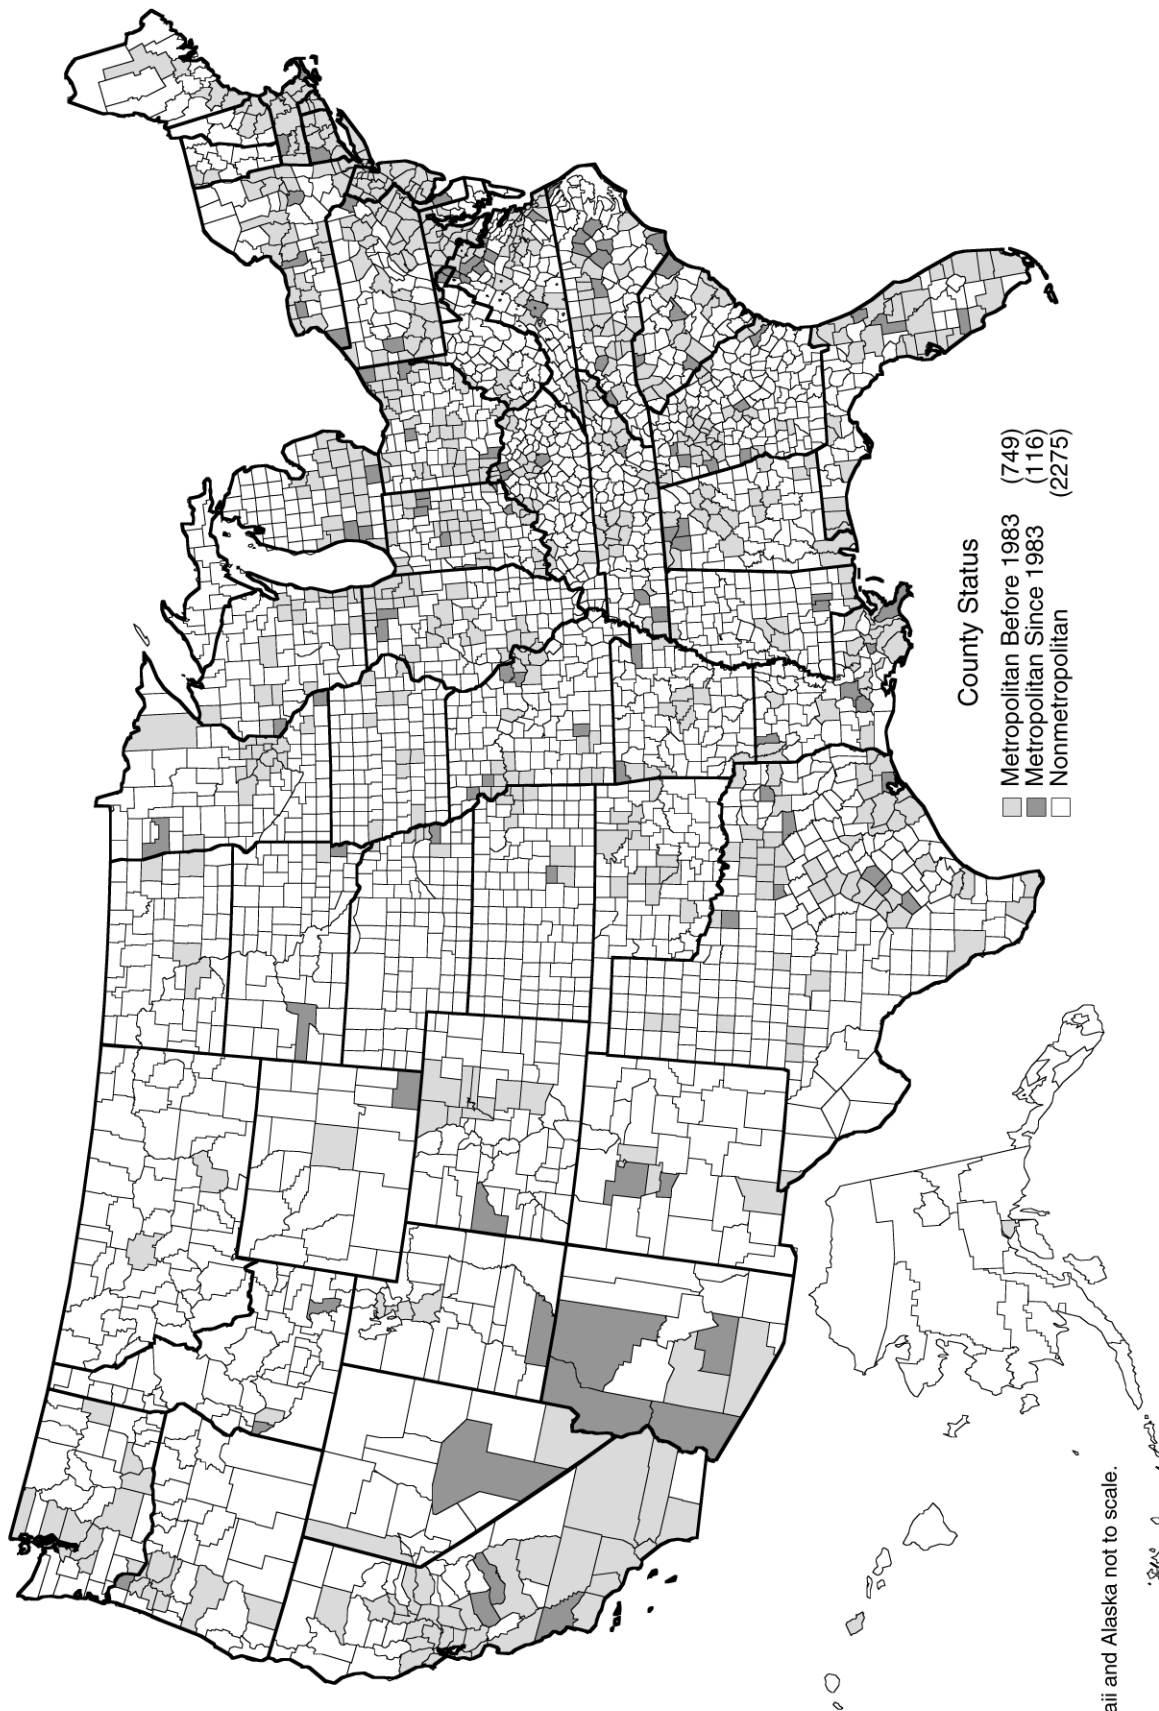 County Status
Metropolitan Before 1983 (749)
Metropolitan Since 1983 (116)
Nonmetropolitan (2275)
aii and Alaska not to scale.